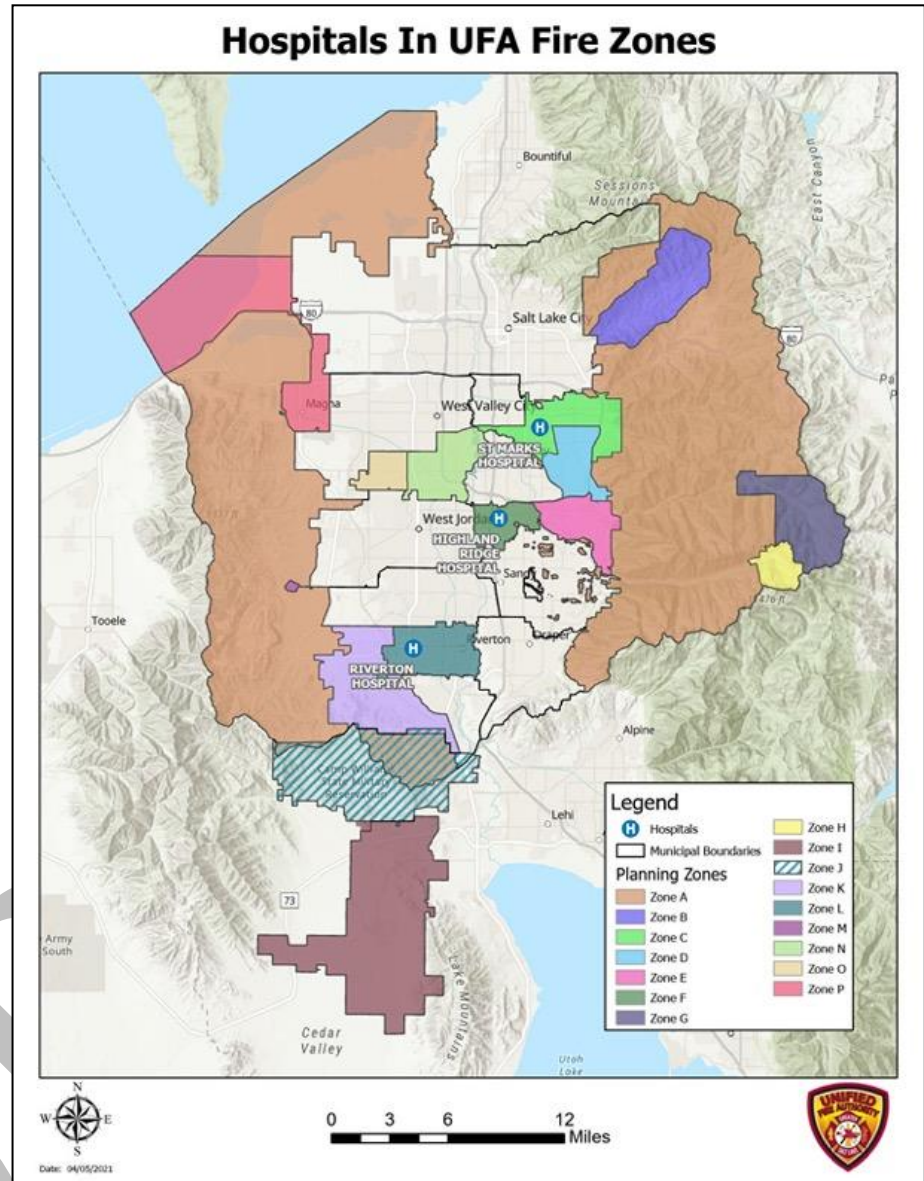 Hospitals In UFA Fire Zones
Bountiful
Sessions
Mountain
East Canyon
80
Salt Lake City
80
Magna
West Valley City
ST MARKS
HOSPITAL
West Jordan
HIGHLAND
RIDGE
HOSPITAL
Sandy
Tooele
Riverton
Draper
RIVERTON
HOSPITAL
Alpine
Lehi
73
Army
South
Lake Mountains
Cedar
Valley
Utah
Lake
Legend
H Hospitals
Municipal Boundaries
Planning Zones
Zone A
Zone B
Zone C
Zone D
Zone E
Zone F
Zone G
Zone H
Zone I
Zone J
Zone K
Zone L
Zone M
Zone N
Zone O
Zone P
N
W E
S
Date: 04/05/2021
0 3 6 12
Miles
UNIFIED
FIRE AUTHORITY